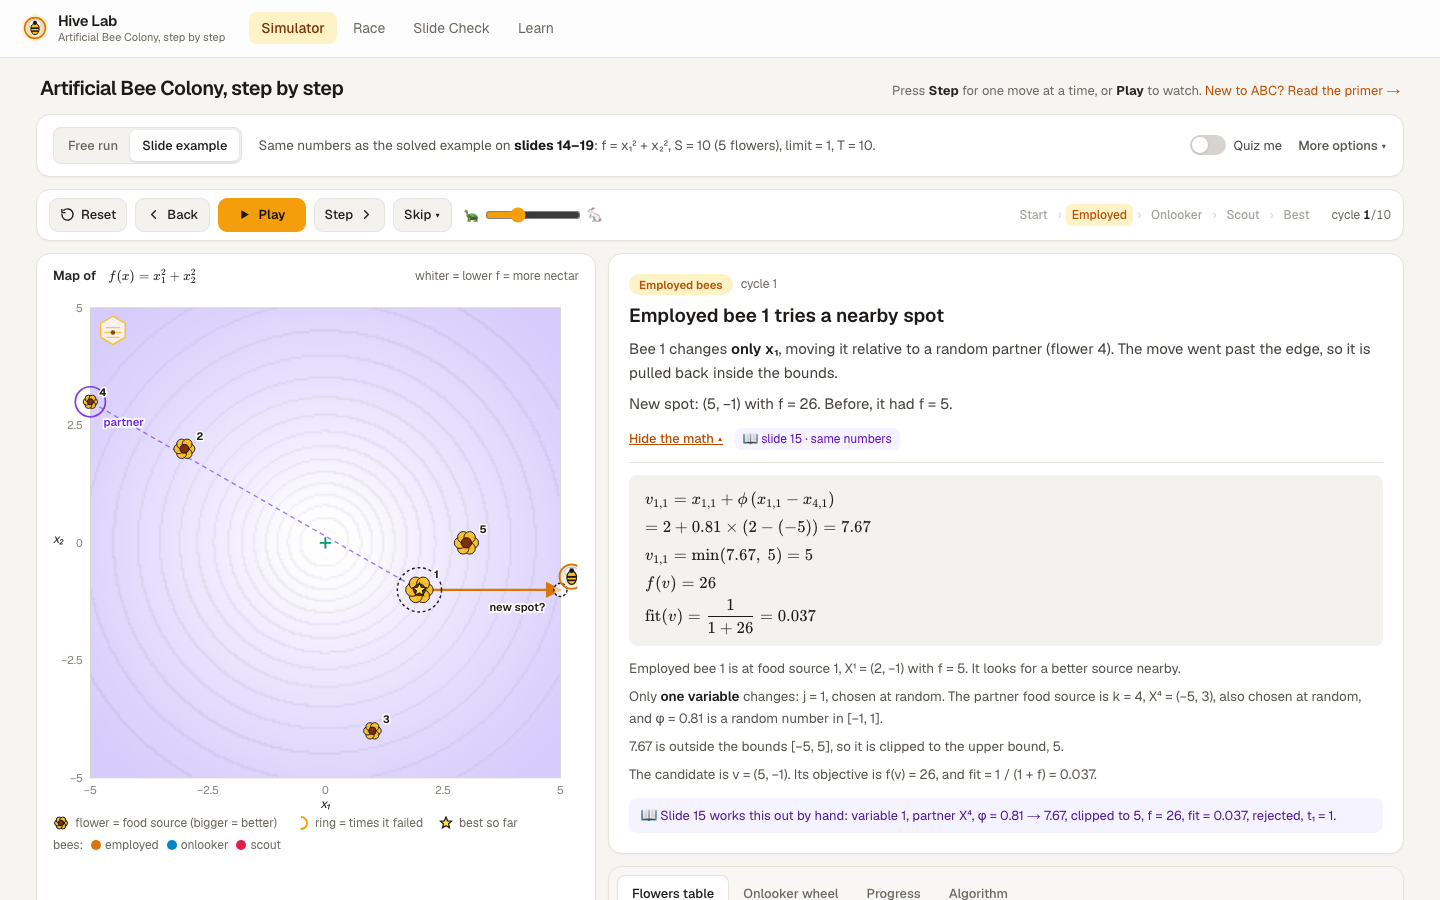 Hive Lab
Artificial Bee Colony, step by step
Simulator
Race
Slide Check
Learn
Artificial Bee Colony, step by step
Press Step for one move at a time, or Play to watch. New to ABC? Read the primer →
Free run
Slide example
Same numbers as the solved example on slides 14–19: f = x₁² + x₂², S = 10 (5 flowers), limit = 1, T = 10.
Quiz me
More options ▾
Reset
Back
Play
Step
Skip ▾
Start › Employed › Onlooker › Scout › Best
cycle 1/10
Map of f(x) = x₁² + x₂²
whiter = lower f = more nectar
5
4
partner
2.5
2
x₂
0
5
1
new spot?
−2.5
3
−5
−5
−2.5
0
2.5
5
x₁
flower = food source (bigger = better)
ring = times it failed
best so far
bees:
employed
onlooker
scout
Employed bees
cycle 1
Employed bee 1 tries a nearby spot
Bee 1 changes only x₁, moving it relative to a random partner (flower 4). The move went past the edge, so it is
pulled back inside the bounds.
New spot: (5, −1) with f = 26. Before, it had f = 5.
Hide the math ▴
slide 15 · same numbers
v₁,₁ = x₁,₁ + ϕ (x₁,₁ − x₄,₁)
= 2 + 0.81 × (2 − (−5)) = 7.67
v₁,₁ = min(7.67, 5) = 5
f(v) = 26
fit(v) = 1 / (1 + 26) = 0.037
Employed bee 1 is at food source 1, X¹ = (2, −1) with f = 5. It looks for a better source nearby.
Only one variable changes: j = 1, chosen at random. The partner food source is k = 4, X⁴ = (−5, 3), also chosen at random,
and φ = 0.81 is a random number in [−1, 1].
7.67 is outside the bounds [−5, 5], so it is clipped to the upper bound, 5.
The candidate is v = (5, −1). Its objective is f(v) = 26, and fit = 1 / (1 + f) = 0.037.
Slide 15 works this out by hand: variable 1, partner X⁴, φ = 0.81 → 7.67, clipped to 5, f = 26, fit = 0.037, rejected, t₁ = 1.
Flowers table
Onlooker wheel
Progress
Algorithm